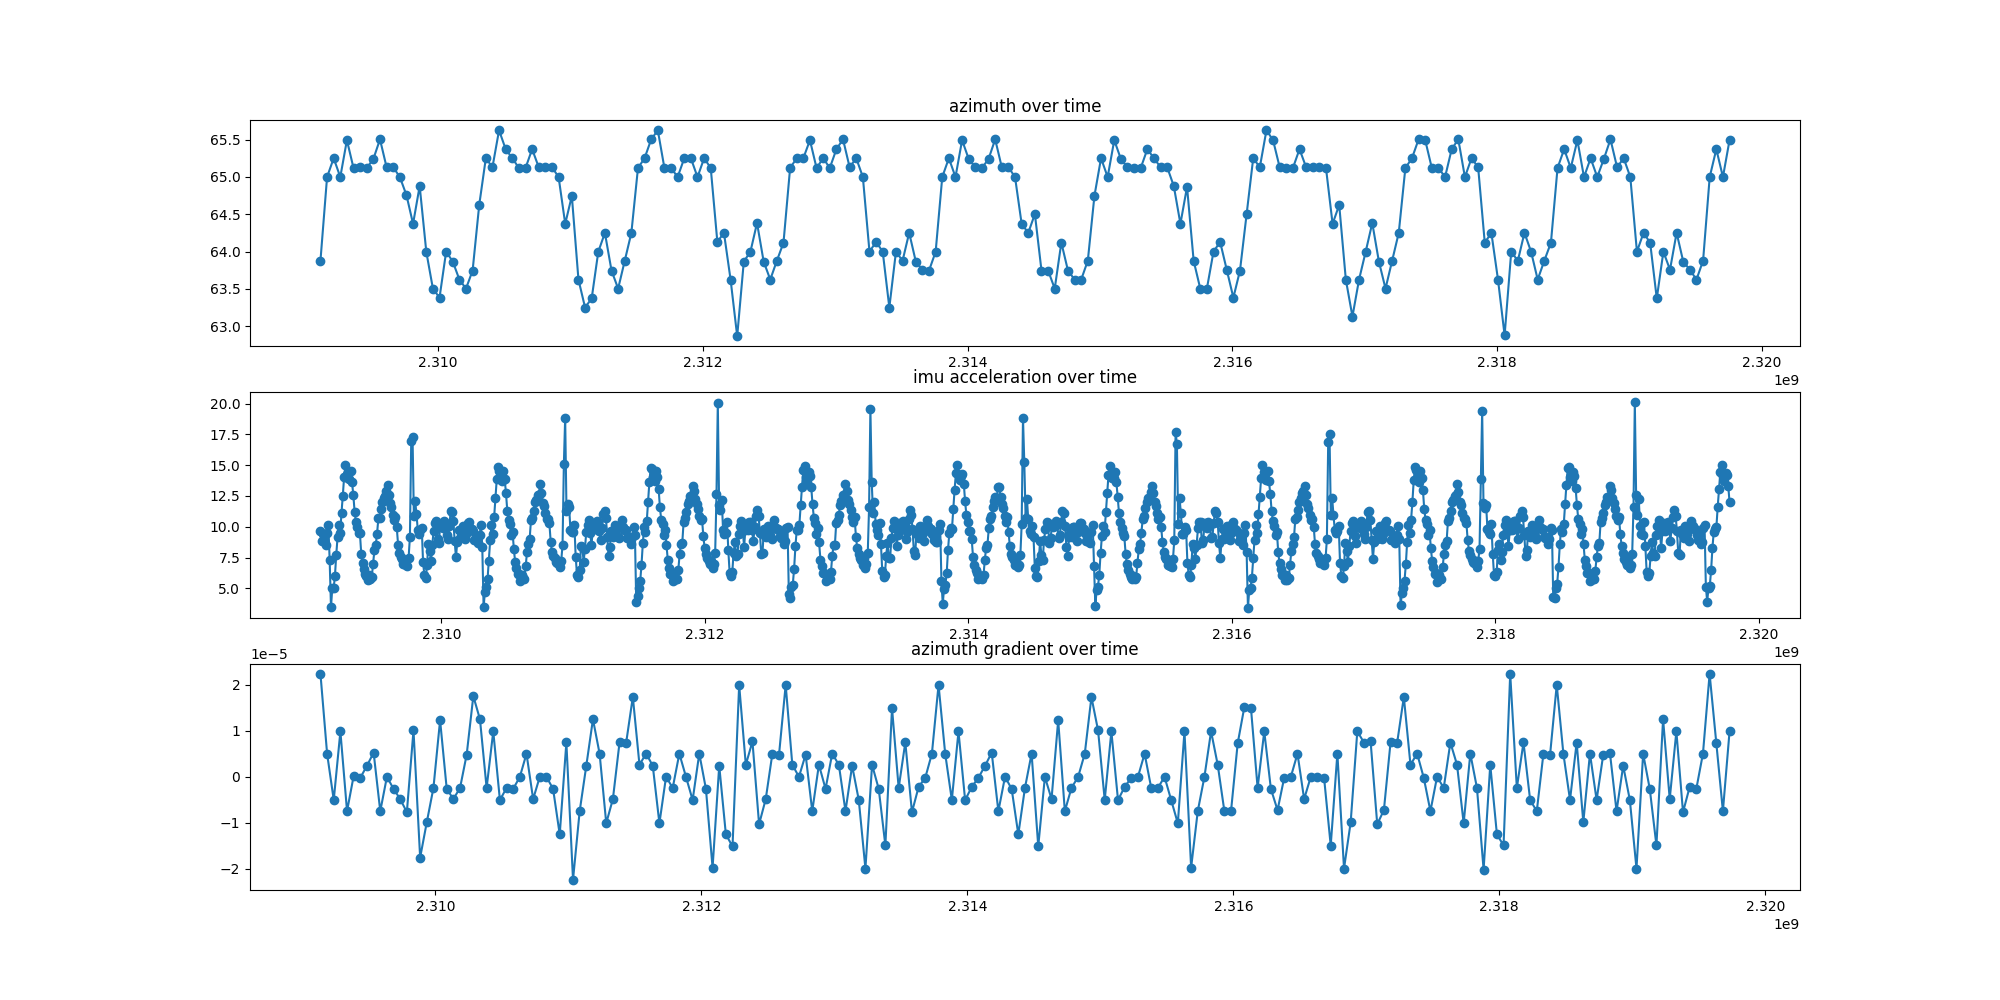 azimuth over time
65.5
65.0
64.5
64.0
63.5
63.0
2.310 2.312 2.314 2.316 2.318 2.320
1e9
imu acceleration over time
20.0
17.5
15.0
12.5
10.0
7.5
5.0
2.310 2.312 2.314 2.316 2.318 2.320
1e9
1e−5
azimuth gradient over time
2
1
0
−1
−2
2.310 2.312 2.314 2.316 2.318 2.320
1e9